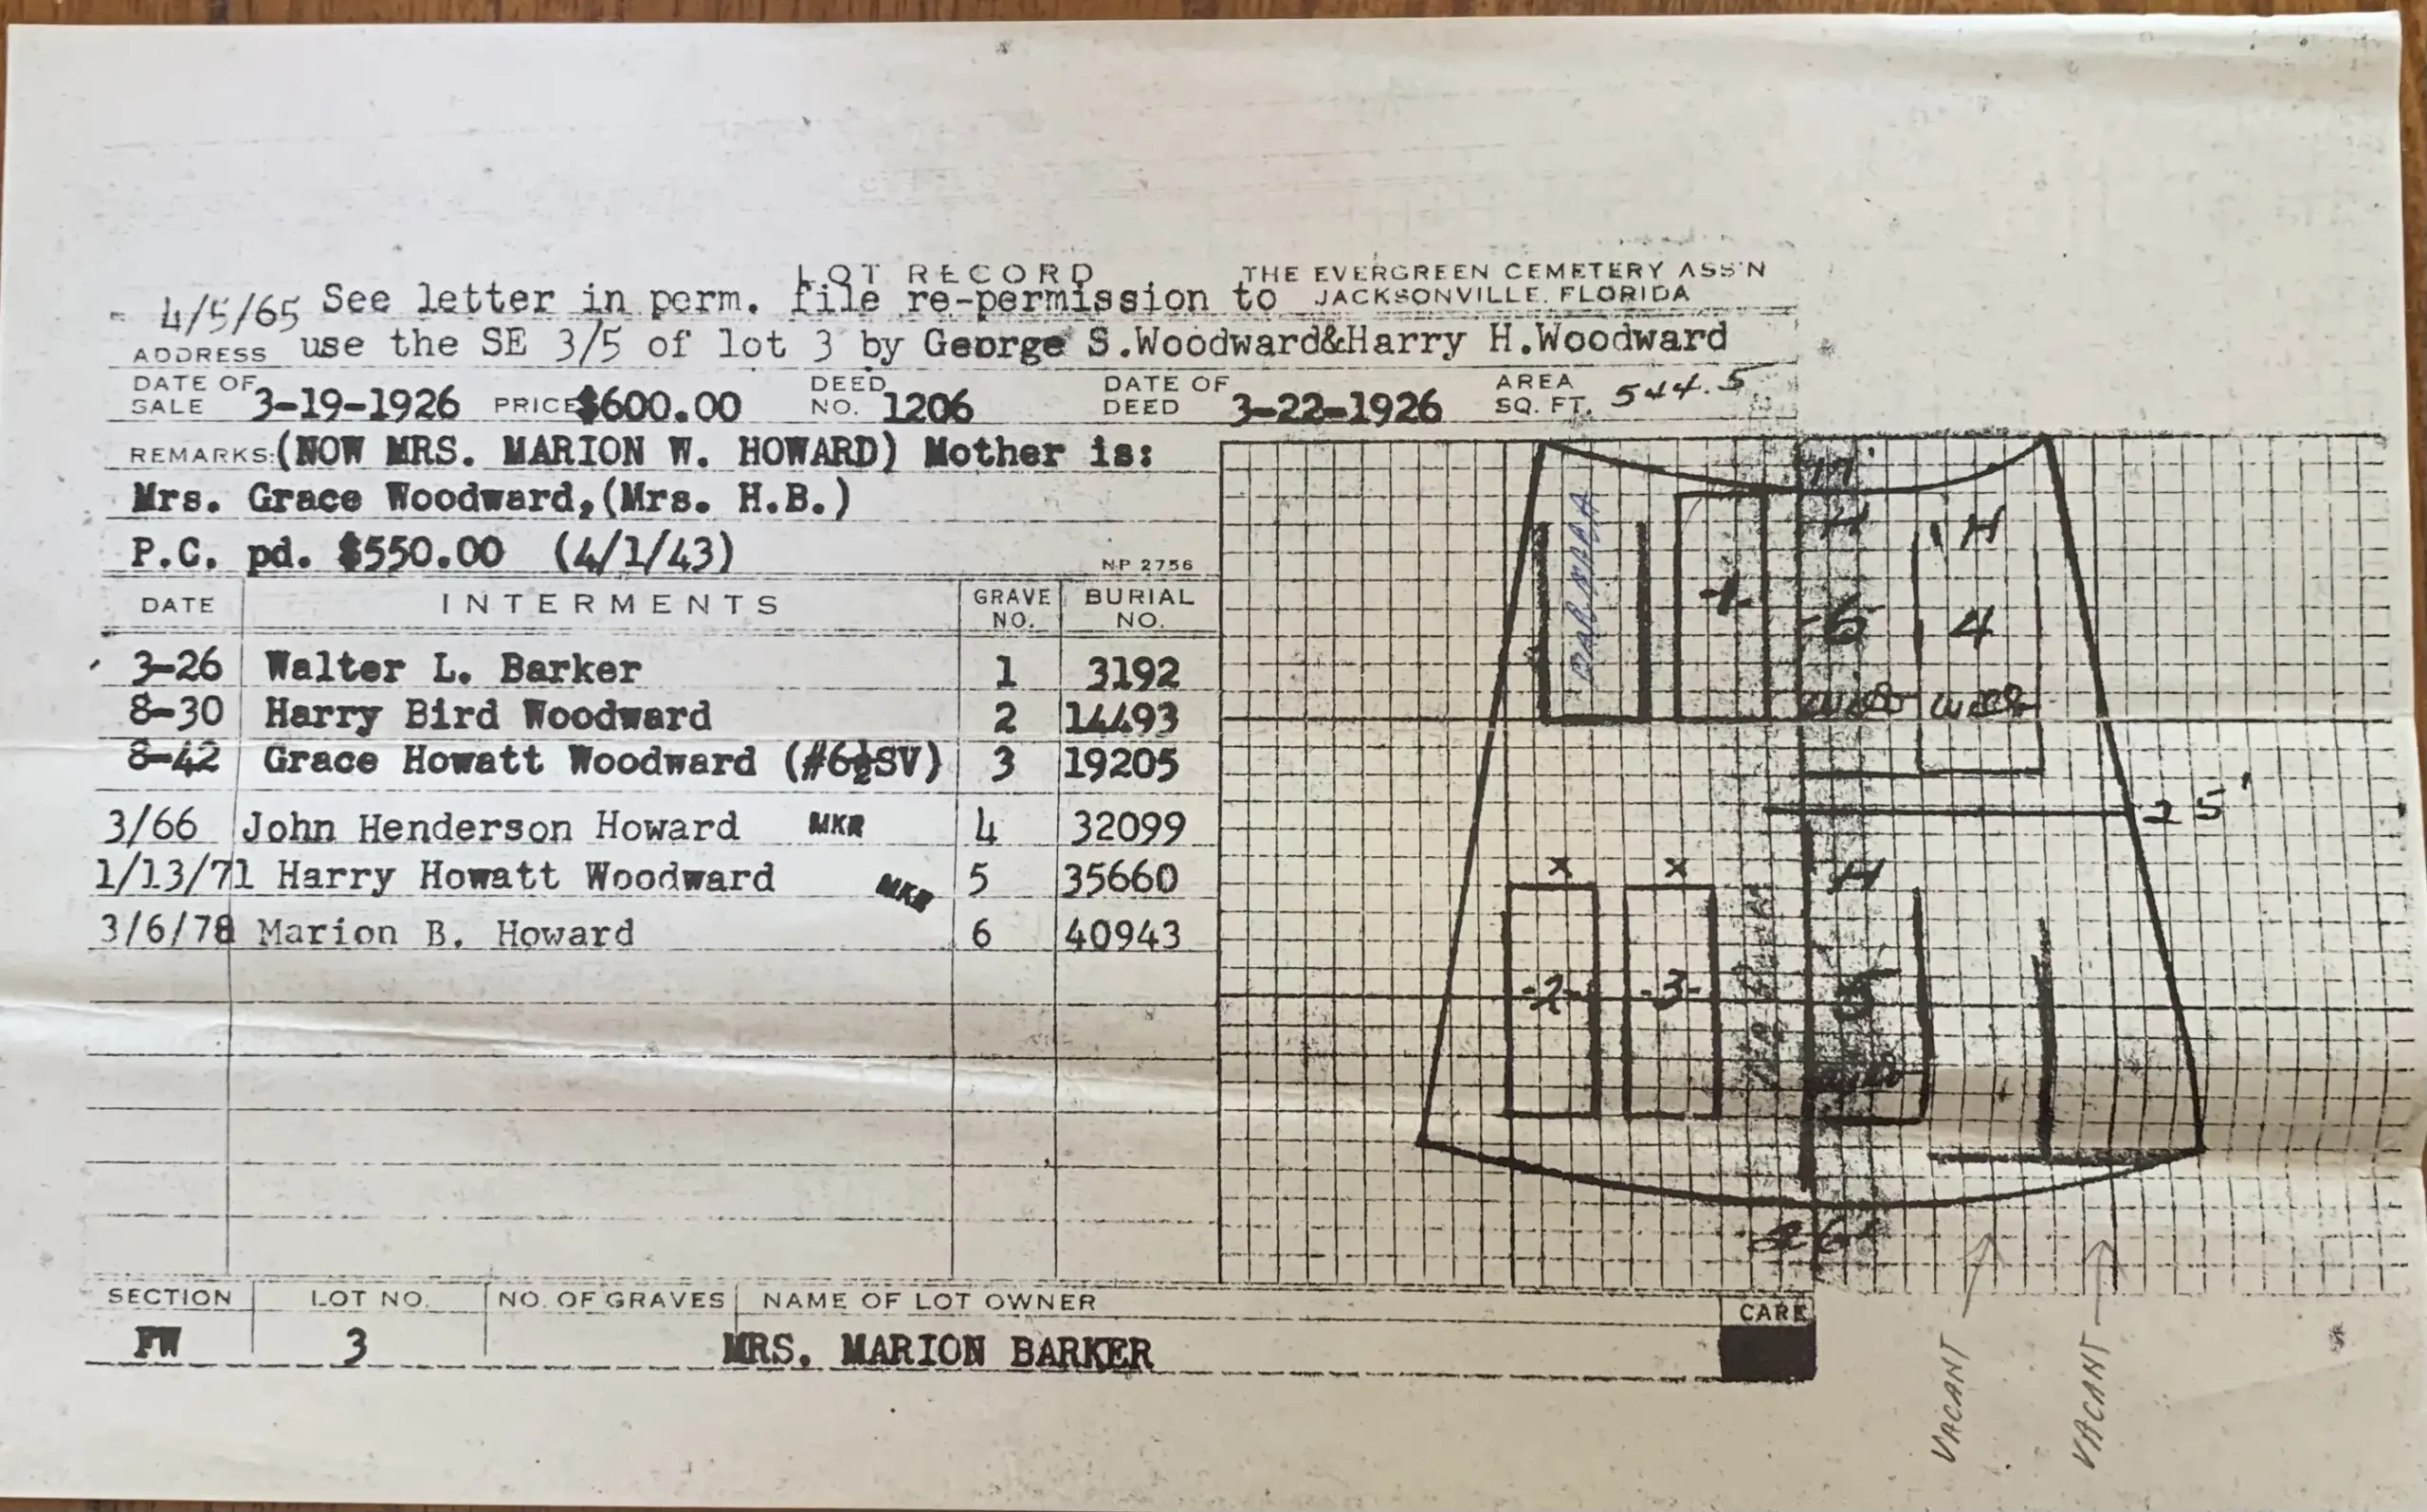 LOT RECORD THE EVERGREEN CEMETERY ASS'N
4/5/65 See letter in perm. file re-permission to JACKSONVILLE, FLORIDA
ADDRESS use the SE 3/5 of lot 3 by George S.Woodward&Harry H.Woodward
DATE OF SALE 3-19-1926 PRICE $600.00 DEED NO. 1206 DATE OF DEED 3-22-1926 AREA SQ. FT. 544.5
REMARKS: (NOW MRS. MARION W. HOWARD) Mother is:
Mrs. Grace Woodward,(Mrs. H.B.)
P.C. pd. $550.00 (4/1/43) NP 2756
DATE INTERMENTS GRAVE NO. BURIAL NO.
3-26 Walter L. Barker 1 3192
8-30 Harry Bird Woodward 2 14493
8-42 Grace Howatt Woodward (#6½SV) 3 19205
3/66 John Henderson Howard MKR 4 32099
1/13/71 Harry Howatt Woodward MKR 5 35660
3/6/78 Marion B. Howard 6 40943
-1-
H
6
H
4
25'
x x
-2- -3-
H
5
SECTION LOT NO. NO. OF GRAVES NAME OF LOT OWNER CARE
PW 3 MRS. MARION BARKER
VACANT
VACANT